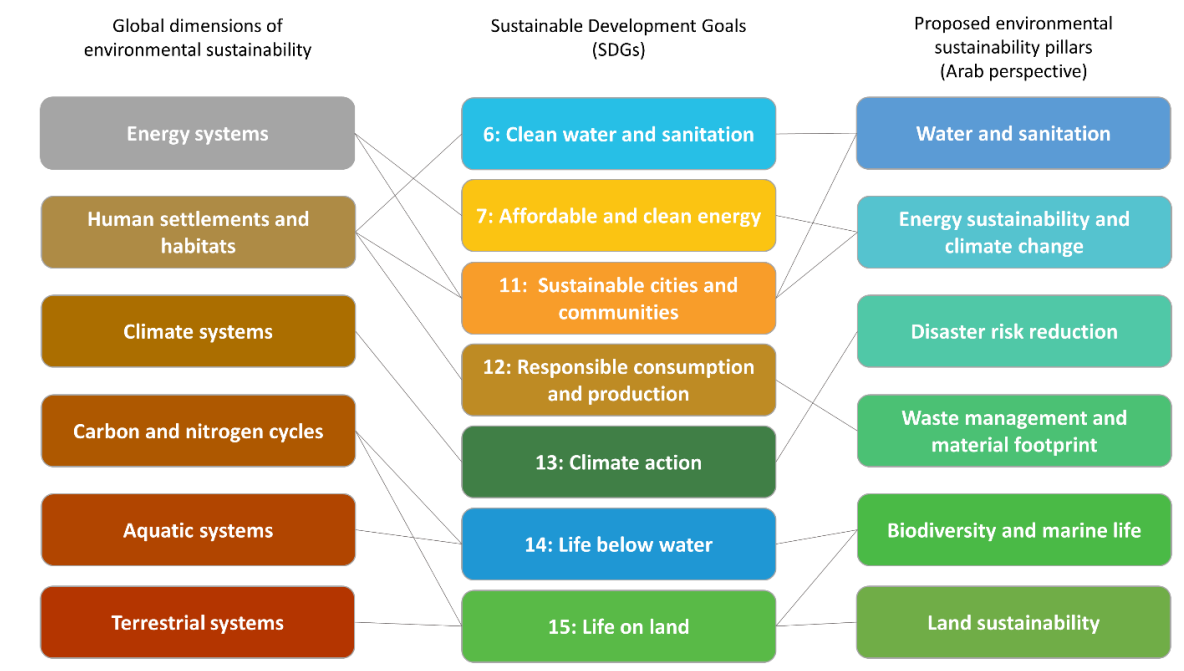 Global dimensions of
environmental sustainability
Sustainable Development Goals
(SDGs)
Proposed environmental
sustainability pillars
(Arab perspective)
Energy systems
Human settlements and
habitats
Climate systems
Carbon and nitrogen cycles
Aquatic systems
Terrestrial systems
6: Clean water and sanitation
7: Affordable and clean energy
11:  Sustainable cities and
communities
12: Responsible consumption
and production
13: Climate action
14: Life below water
15: Life on land
Water and sanitation
Energy sustainability and
climate change
Disaster risk reduction
Waste management and
material footprint
Biodiversity and marine life
Land sustainability